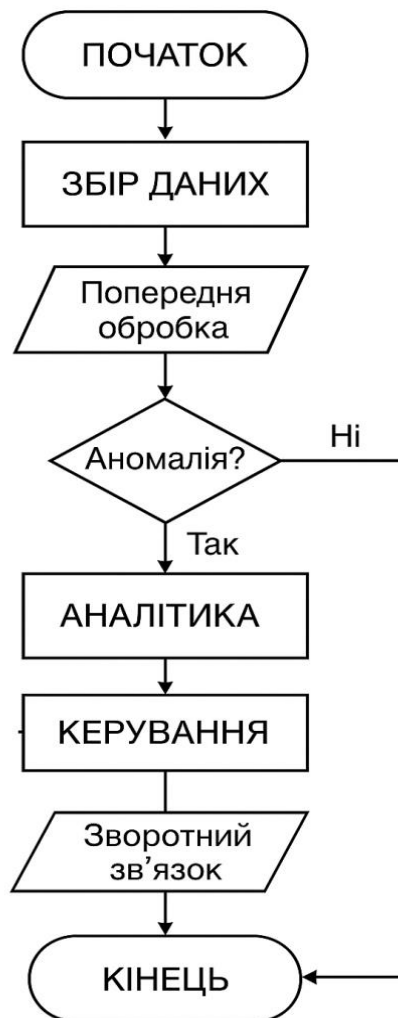 ПОЧАТОК
ЗБІР ДАНИХ
Попередня
обробка
Аномалія?
Ні
Так
АНАЛІТИКА
КЕРУВАННЯ
Зворотний
зв’язок
КІНЕЦЬ